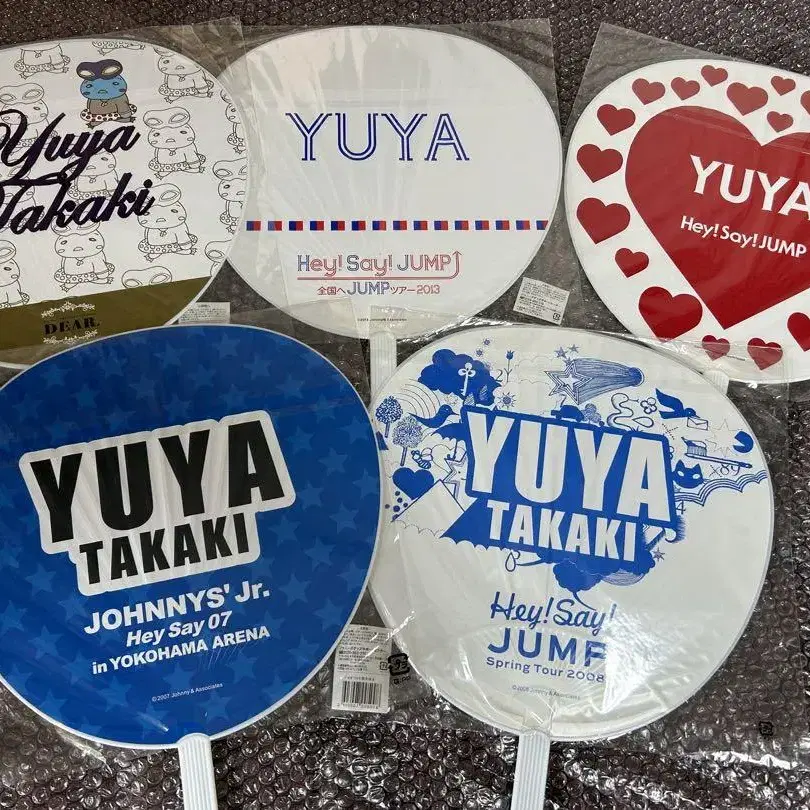 Yuya
Takaki
DEAR.
YUYA
Hey! Say! JUMP
全国へJUMPツアー2013
YUYA
Hey! Say! JUMP
YUYA
TAKAKI
JOHNNYS' Jr.
Hey Say 07
in YOKOHAMA ARENA
©2007 Johnny & Associates
YUYA
TAKAKI
Hey! Say!
JUMP
Spring Tour 2008
©2008 Johnny & Associates